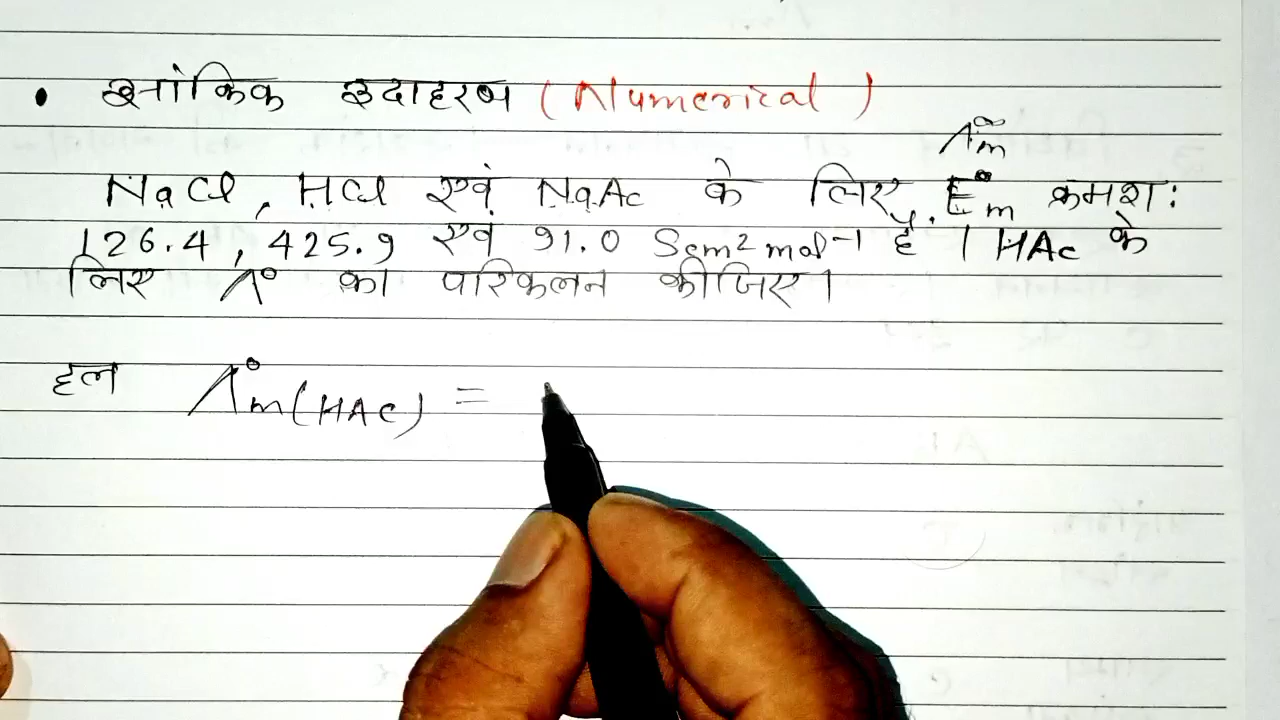 • आंकिक उदाहरण (Numerical)
Λ∞m
NaCl, HCl एवं NaAc के लिए E°m क्रमश:
126.4, 425.9 एवं 91.0 Scm² mol⁻¹ है। HAc के
लिए Λ° का परिकलन कीजिए।
हल Λ°m(HAc) =